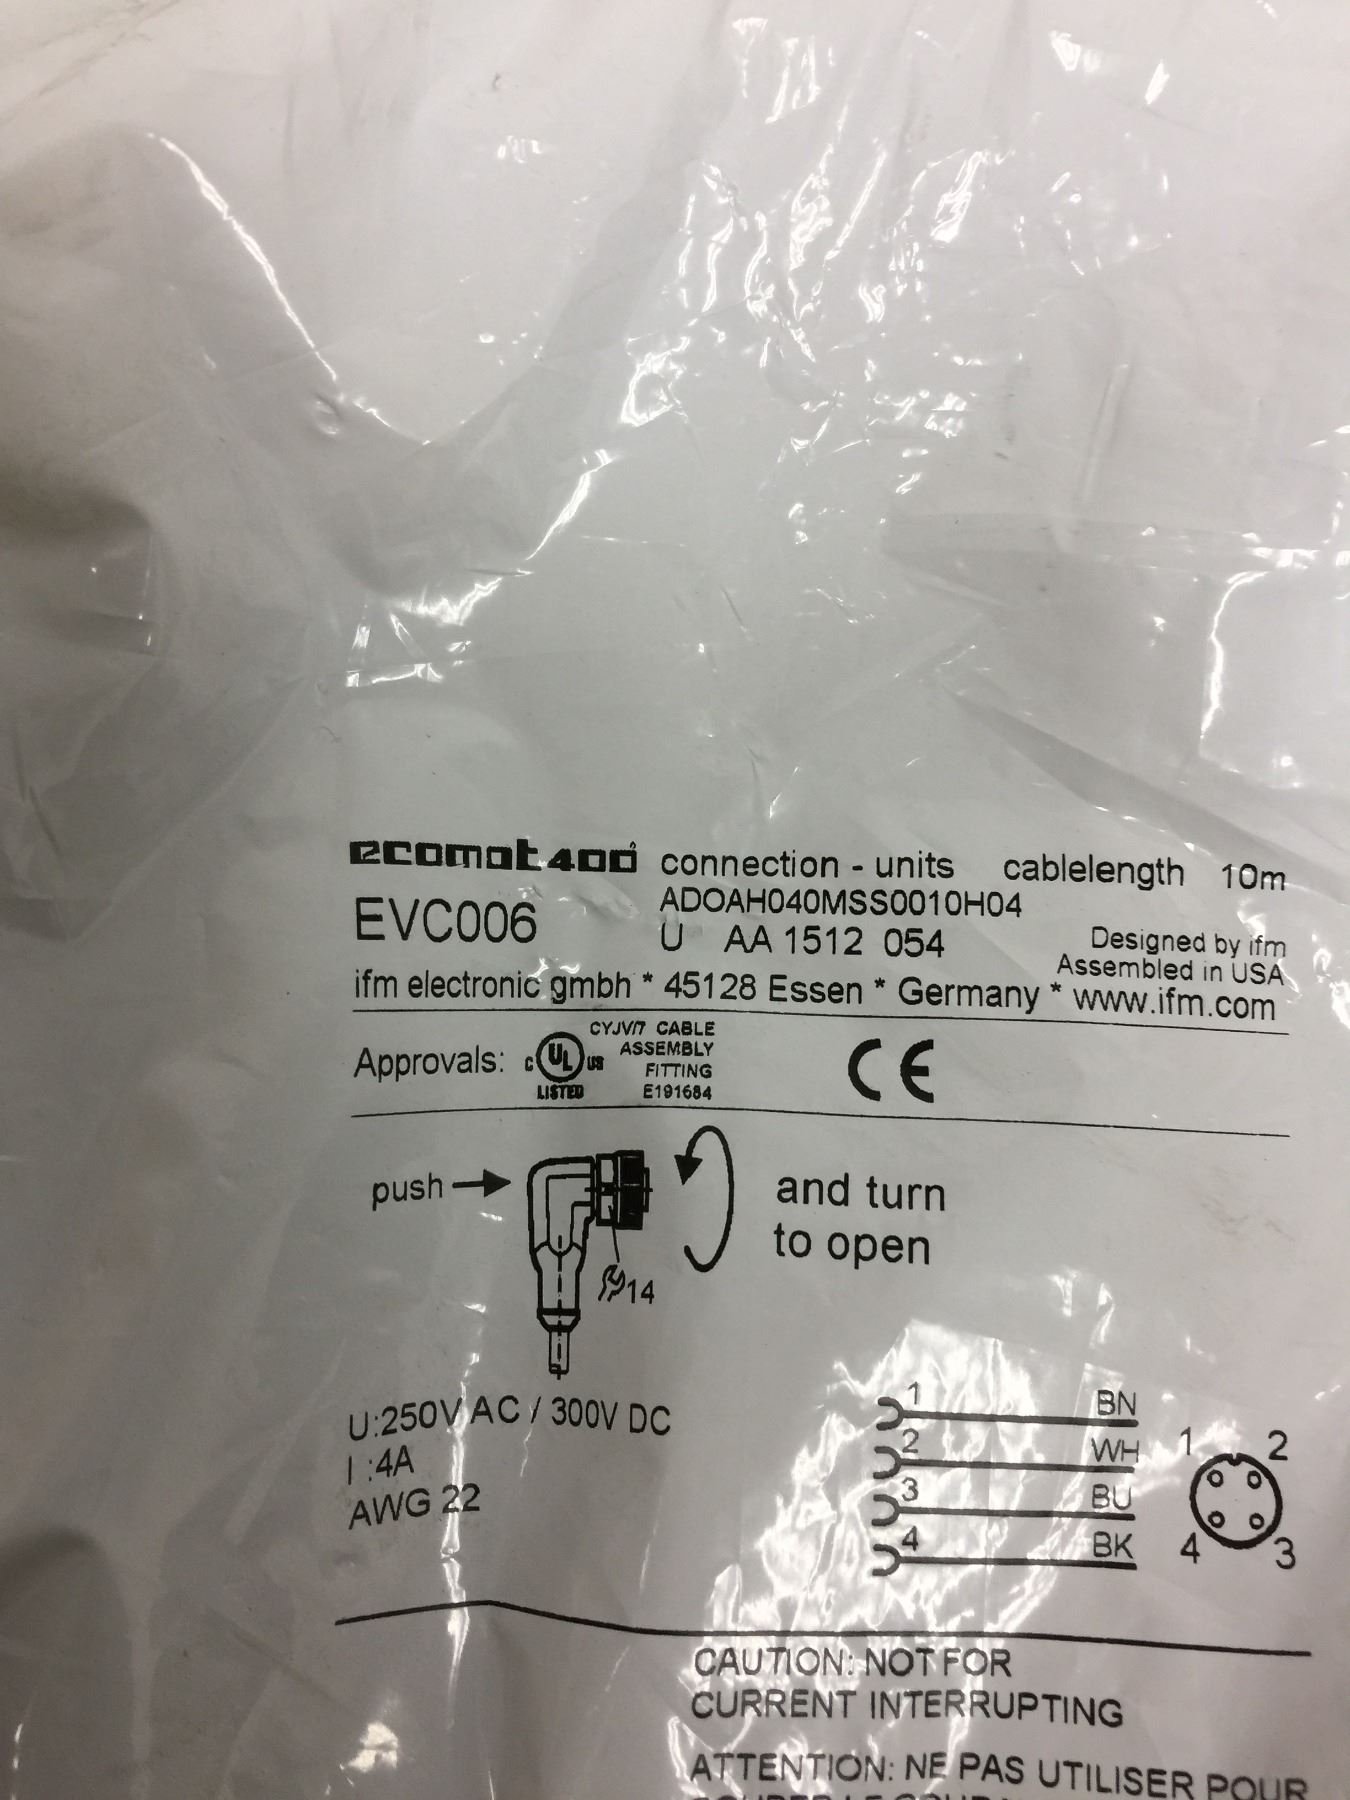 ecomat400 connection - units cablelength 10m
EVC006 ADOAH040MSS0010H04
U AA 1512 054 Designed by ifm
Assembled in USA
ifm electronic gmbh * 45128 Essen * Germany * www.ifm.com
Approvals: C UL US LISTED CE
CYJV/7 CABLE
ASSEMBLY
FITTING
E191684
push and turn
to open
14
U:250V AC / 300V DC
I :4A
AWG 22
1 BN
2 WH
3 BU
4 BK
1 2
4 3
CAUTION: NOT FOR
CURRENT INTERRUPTING
ATTENTION: NE PAS UTILISER POUR